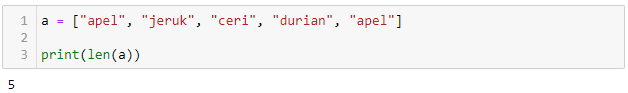 1 a = ["apel", "jeruk", "ceri", "durian", "apel"]
2
3 print(len(a))
5